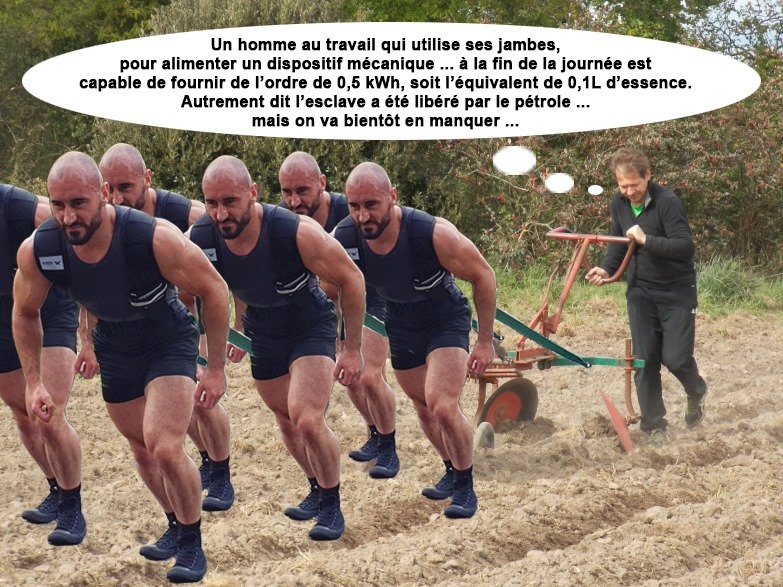 Un homme au travail qui utilise ses jambes,
pour alimenter un dispositif mécanique ... à la fin de la journée est
capable de fournir de l'ordre de 0,5 kWh, soit l'équivalent de 0,1L d'essence.
Autrement dit l'esclave a été libéré par le pétrole ...
mais on va bientôt en manquer ...